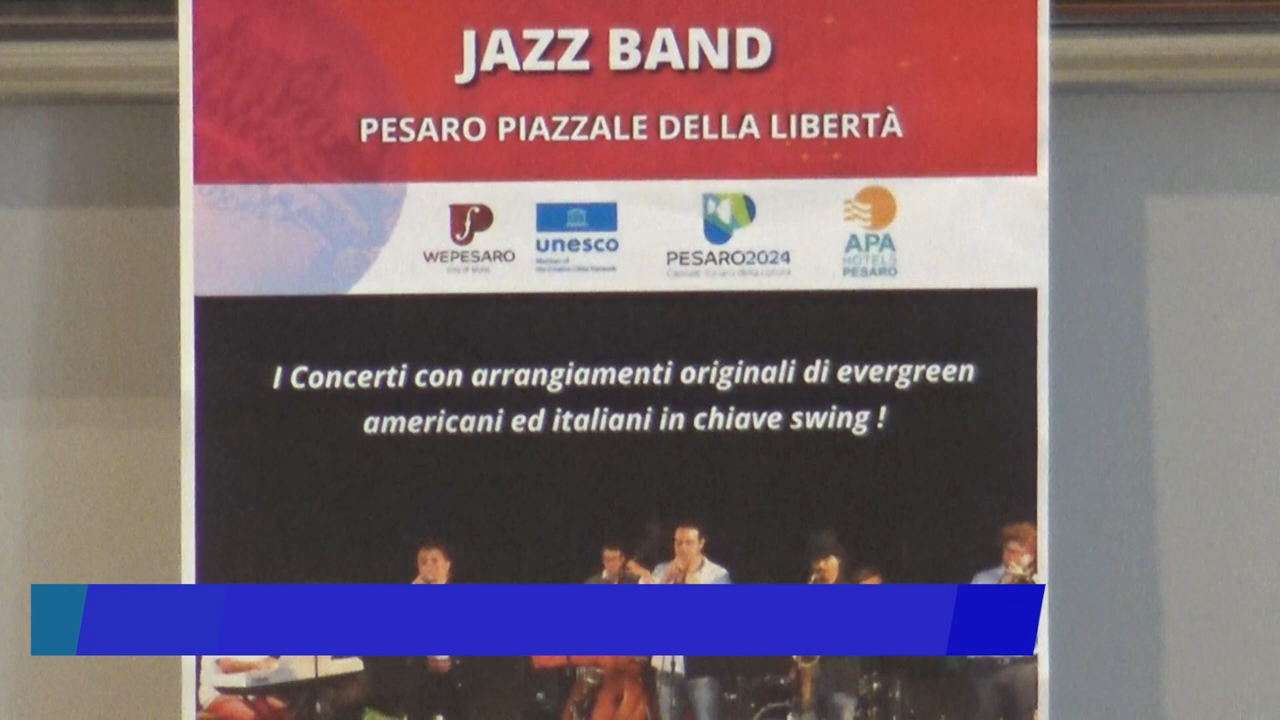 JAZZ BAND
PESARO PIAZZALE DELLA LIBERTÀ
WEPESARO
unesco
PESARO2024
APA
HOTELS
PESARO
I Concerti con arrangiamenti originali di evergreen
americani ed italiani in chiave swing !